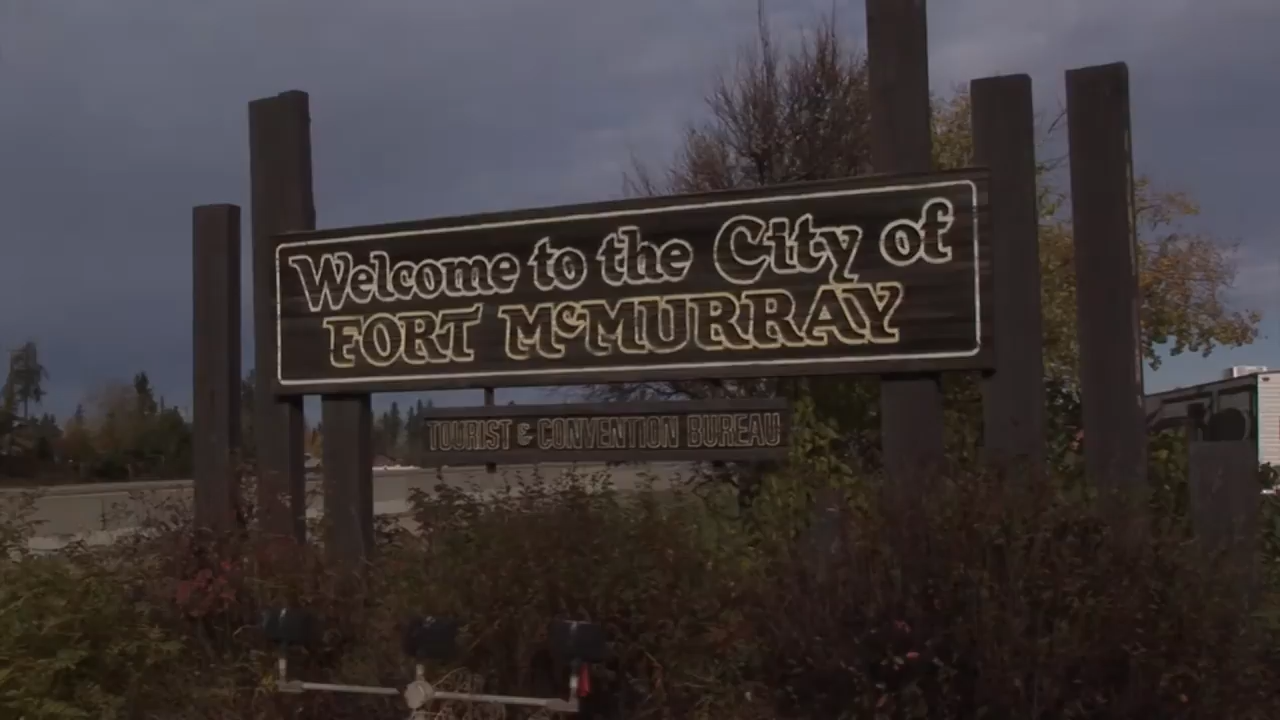 Welcome to the City of
FORT McMURRAY
TOURIST & CONVENTION BUREAU